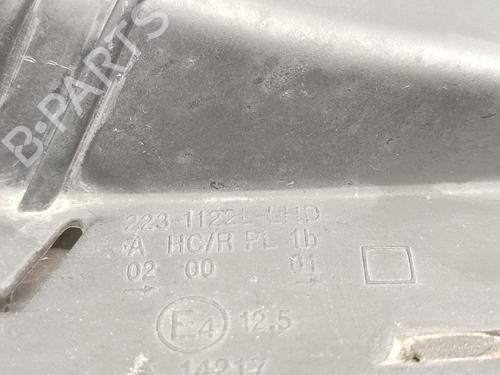 B-PARTS
223-1122L-LHD
A HC/R PL 1b
02 00 01
E4 12,5
14217